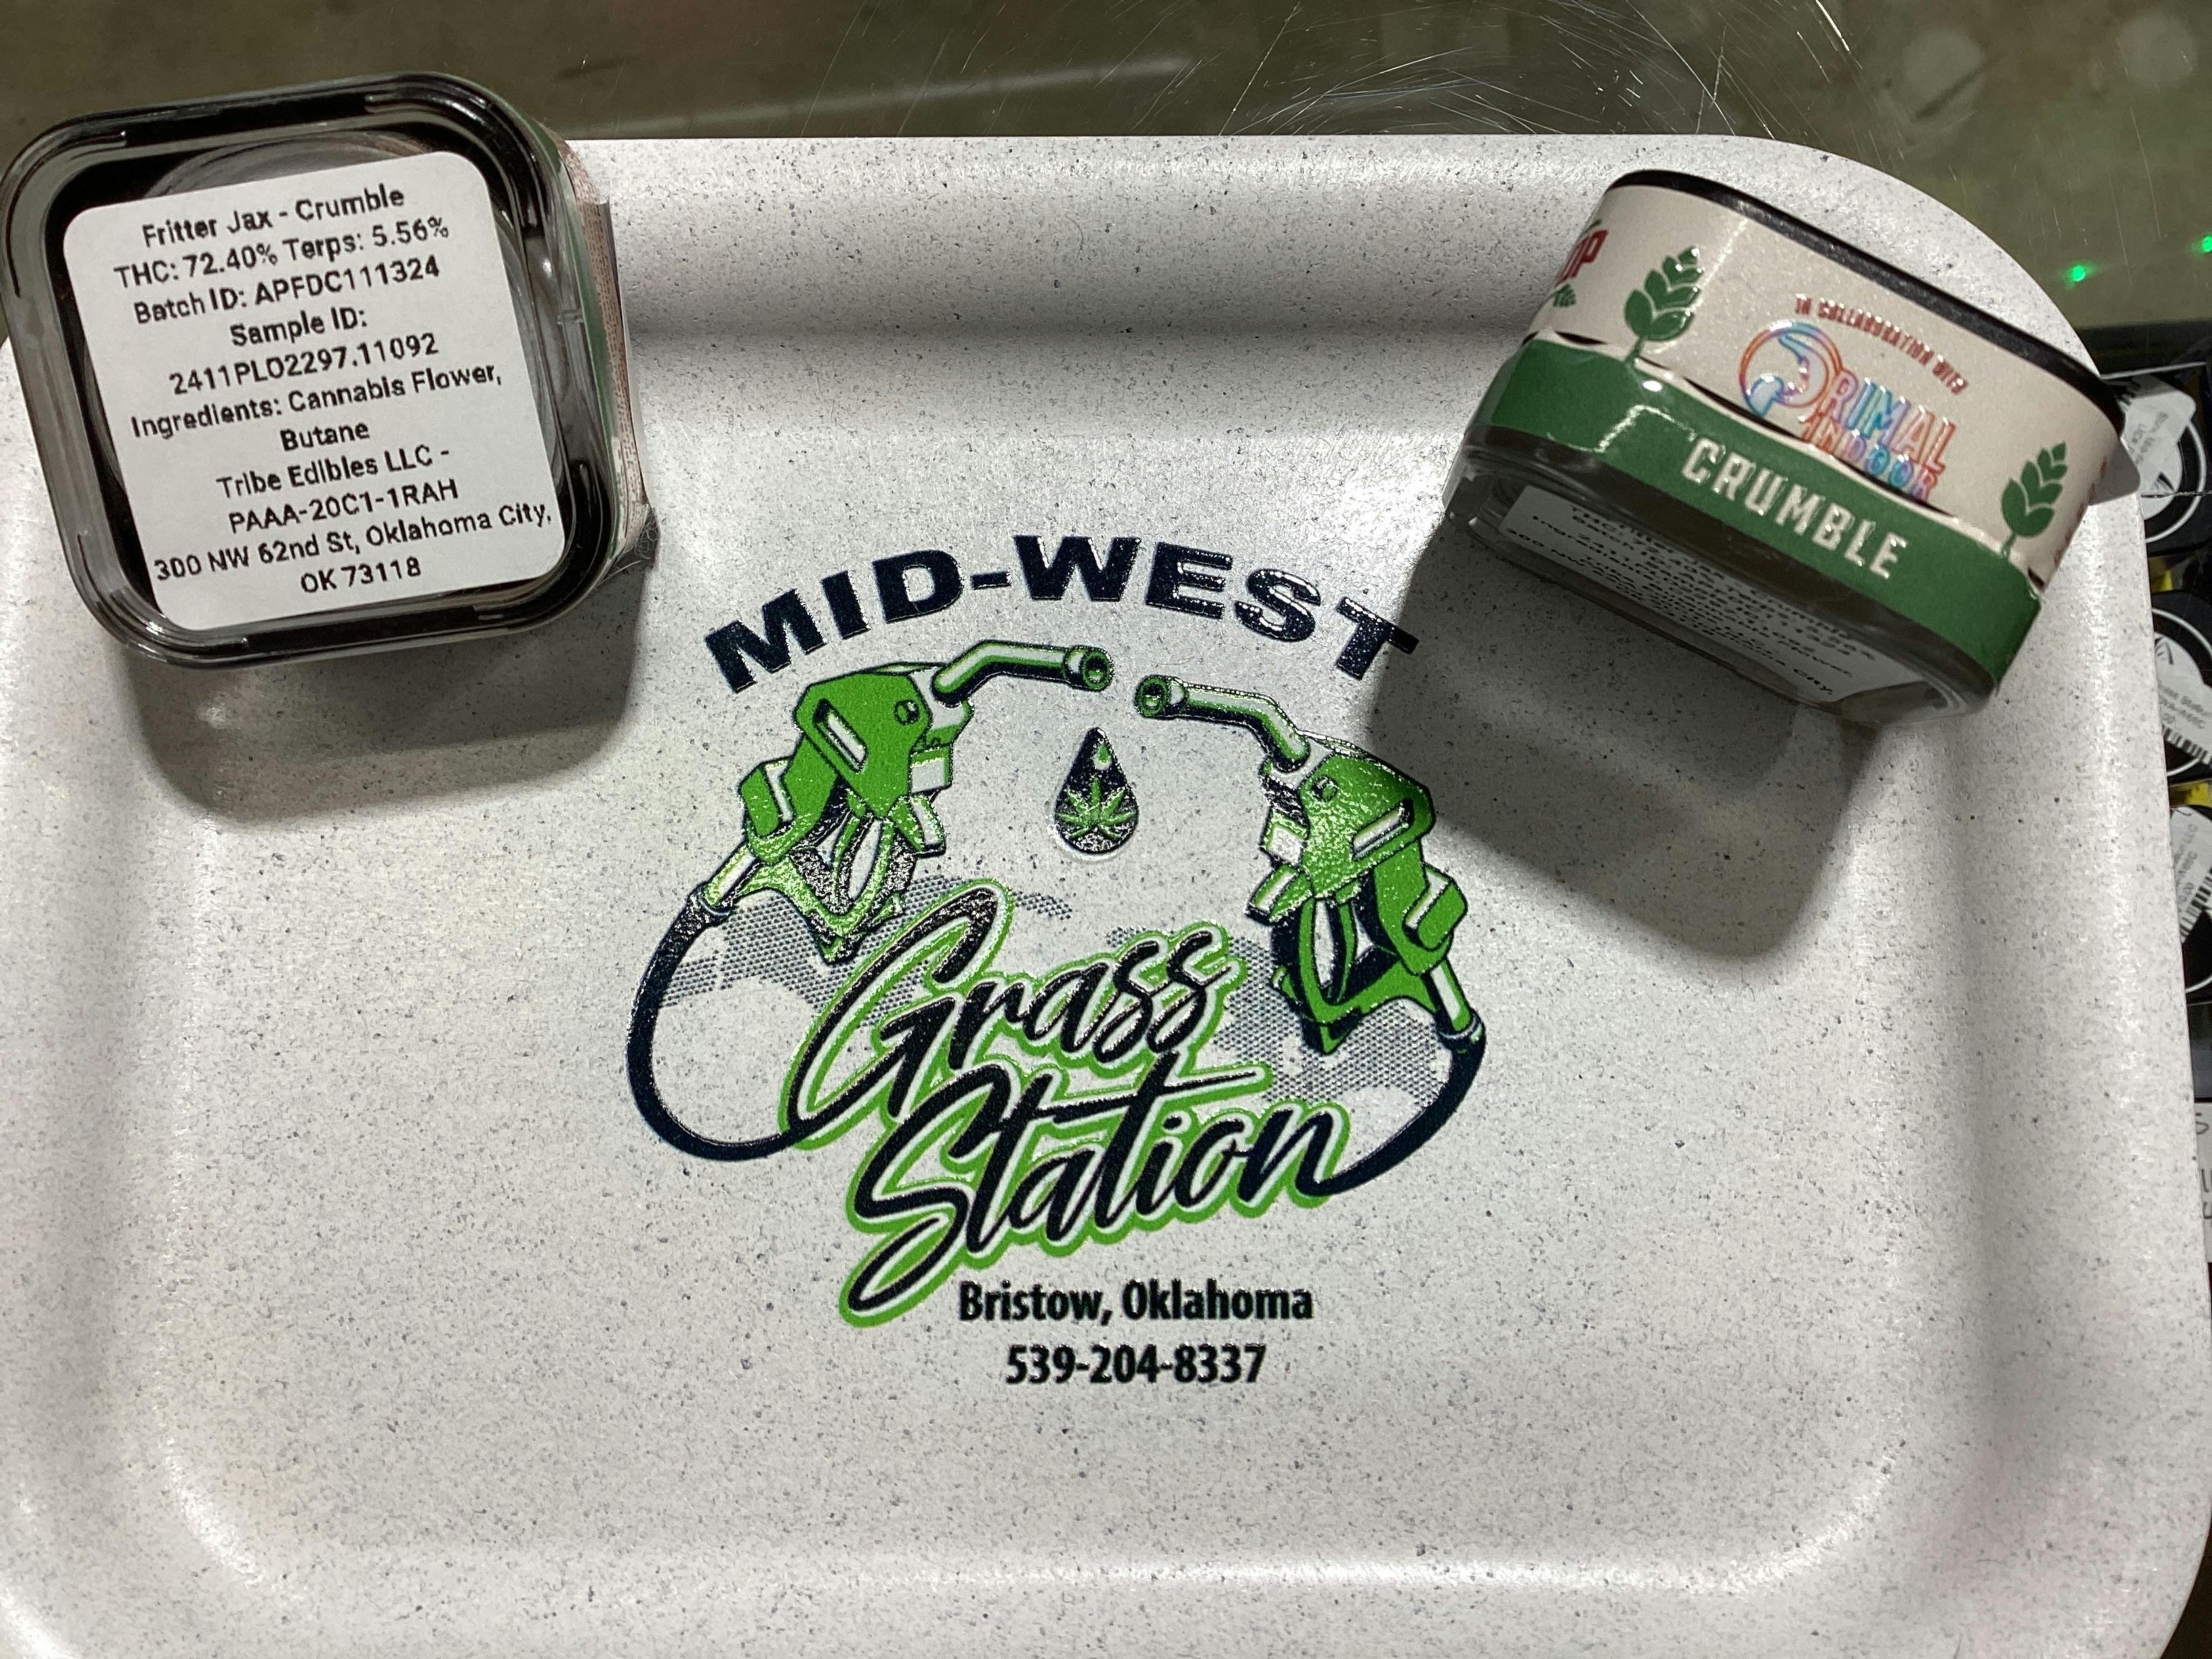 Fritter Jax - Crumble
THC: 72.40% Terps: 5.56%
Batch ID: APFDC111324
Sample ID:
2411PLO2297.11092
Ingredients: Cannabis Flower,
Butane
Tribe Edibles LLC -
PAAA-20C1-1RAH
300 NW 62nd St, Oklahoma City,
OK 73118
IN COLLABORATION WITH
PRIMAL
INDOOR
CRUMBLE
MID-WEST
Grass
Station
Bristow, Oklahoma
539-204-8337